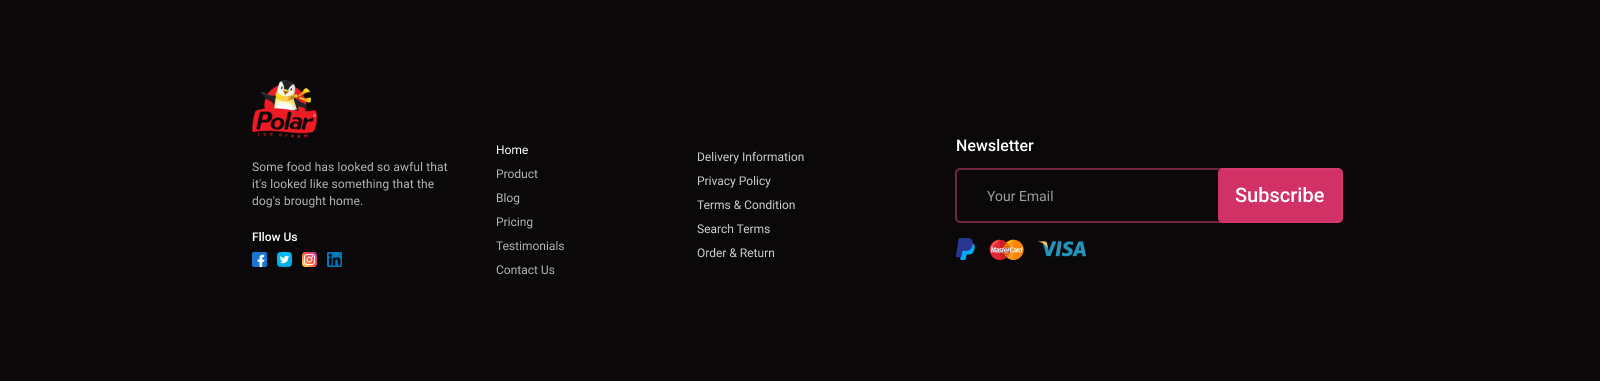 Polar
ice cream
Some food has looked so awful that
it's looked like something that the
dog's brought home.
Fllow Us
Home
Product
Blog
Pricing
Testimonials
Contact Us
Delivery Information
Privacy Policy
Terms & Condition
Search Terms
Order & Return
Newsletter
Your Email
Subscribe
MasterCard
VISA